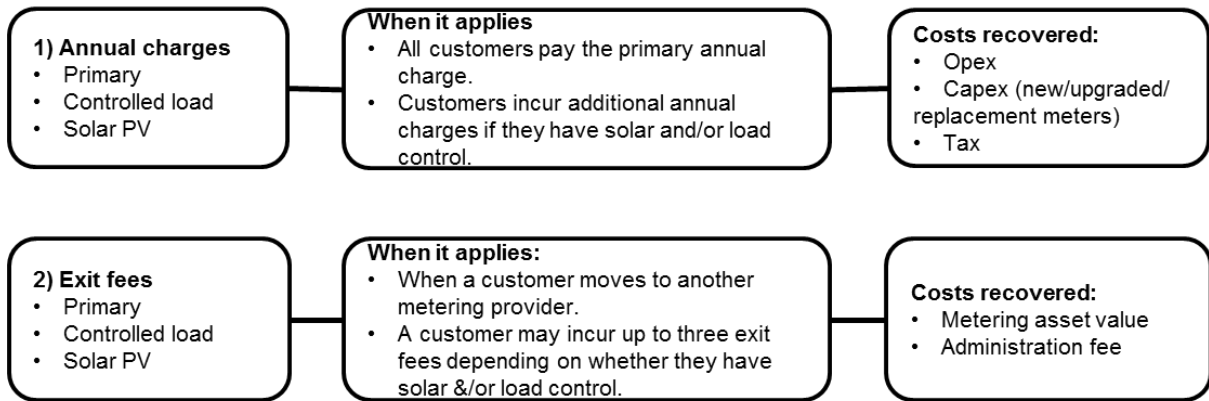 1) Annual charges
• Primary
• Controlled load
• Solar PV
When it applies
• All customers pay the primary annual
charge.
• Customers incur additional annual
charges if they have solar and/or load
control.
Costs recovered:
• Opex
• Capex (new/upgraded/
replacement meters)
• Tax
2) Exit fees
• Primary
• Controlled load
• Solar PV
When it applies:
• When a customer moves to another
metering provider.
• A customer may incur up to three exit
fees depending on whether they have
solar &/or load control.
Costs recovered:
• Metering asset value
• Administration fee